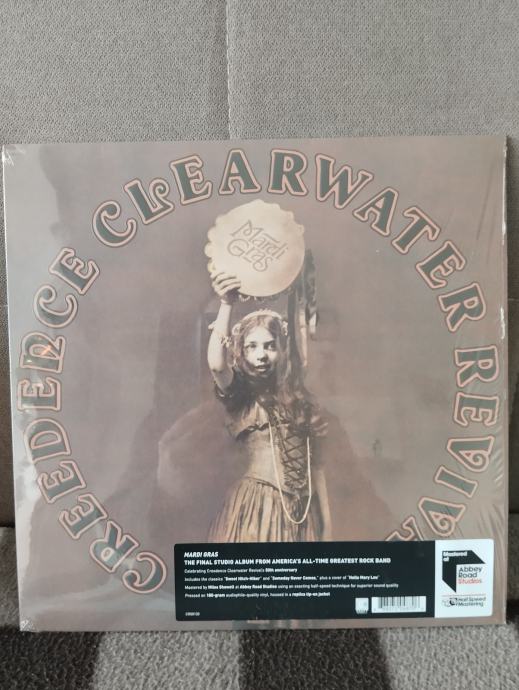 CREEDENCE CLEARWATER REVIVA
Mardi
Gras
MARDI GRAS
THE FINAL STUDIO ALBUM FROM AMERICA'S ALL-TIME GREATEST ROCK BAND
Celebrating Creedence Clearwater Revival's 50th anniversary
Includes the classics "Sweet Hitch-Hiker" and "Someday Never Comes," plus a cover of "Hello Mary Lou"
Mastered by Miles Showell at Abbey Road Studios using an exacting half-speed technique for superior sound quality
Pressed on 180-gram audiophile-quality vinyl, housed in a replica tip-on jacket
Mastered
at
Abbey
Road
Studios
Half Speed
Mastering